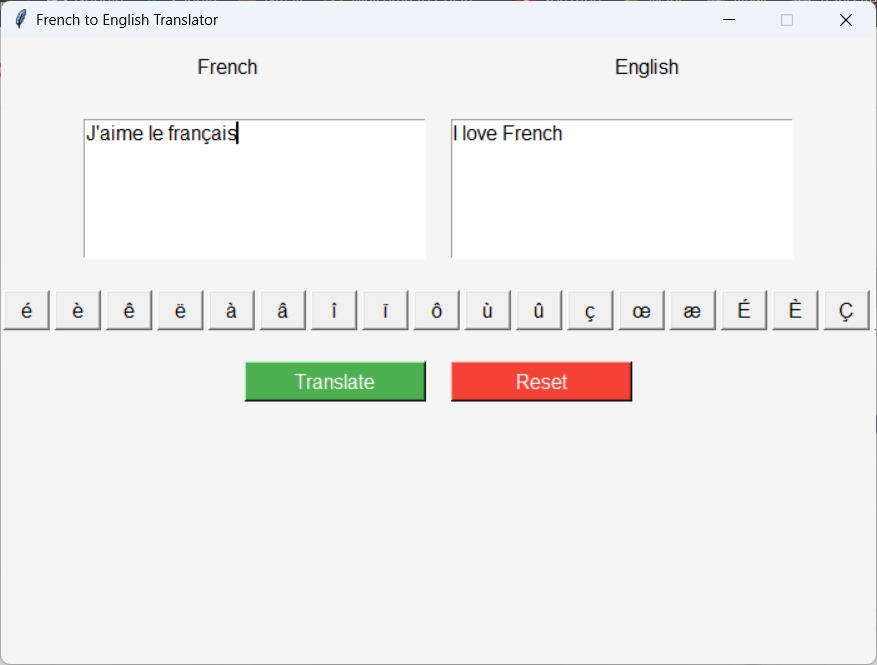 French to English Translator
French English
J'aime le français I love French
é è ê ë à â î ï ô ù û ç œ æ É È Ç
Translate Reset